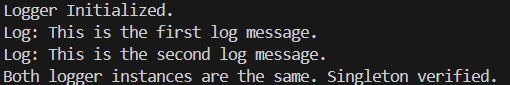 Logger Initialized.
Log: This is the first log message.
Log: This is the second log message.
Both logger instances are the same. Singleton verified.